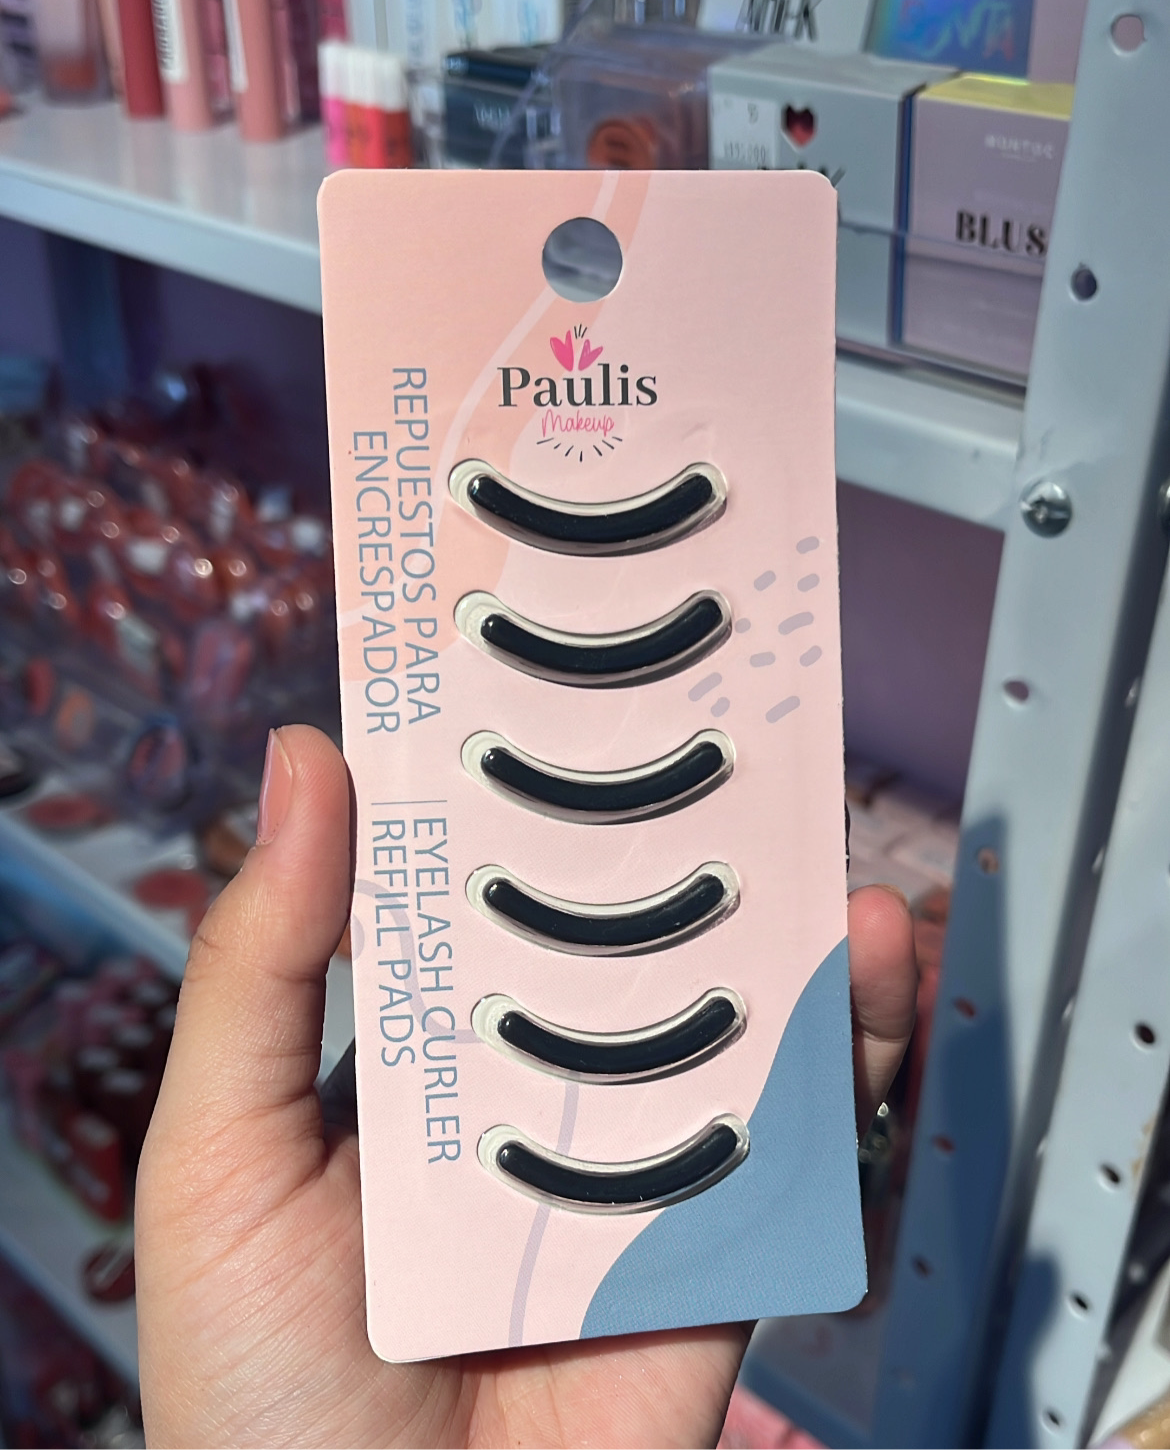 Paulis
Makeup
REPUESTOS PARA
ENCRESPADOR
EYELASH CURLER
REFILL PADS
BLUS